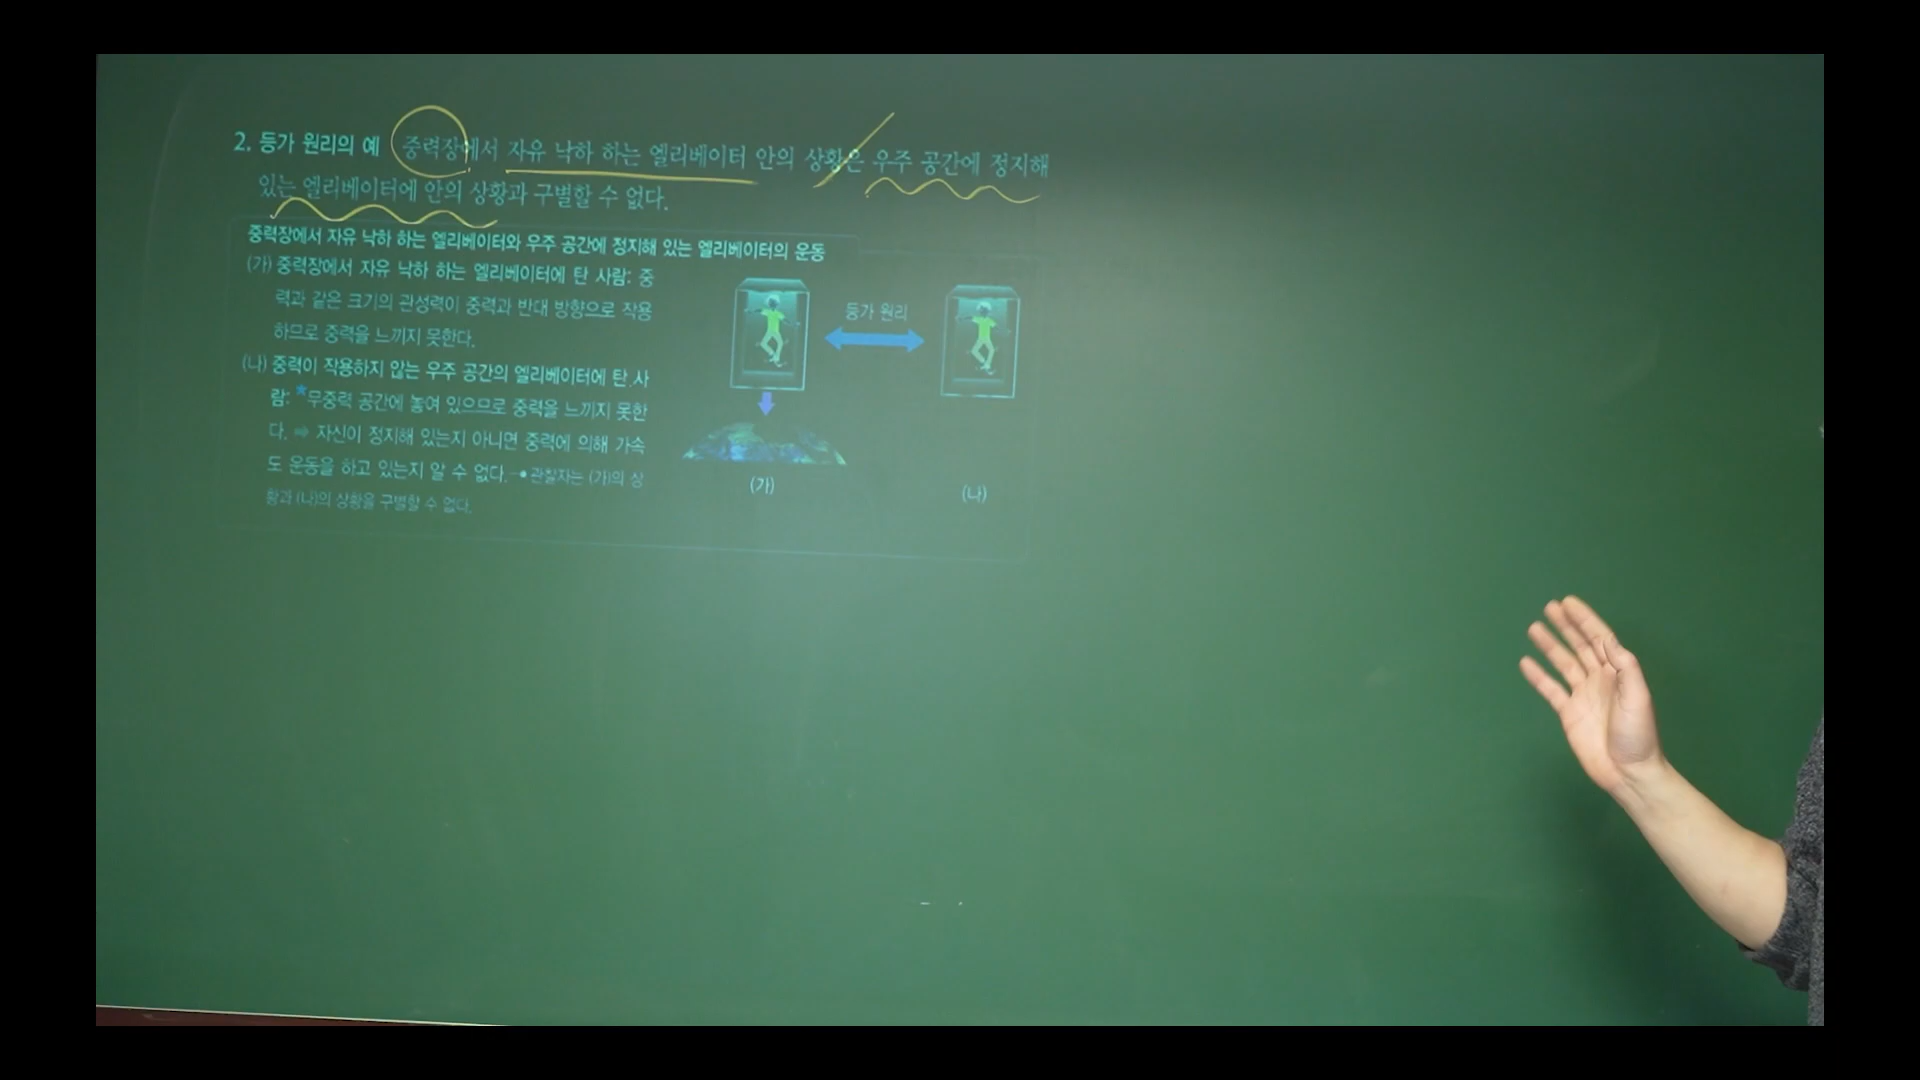 2. 등가 원리의 예 중력장에서 자유 낙하 하는 엘리베이터 안의 상황은 우주 공간에 정지해
있는 엘리베이터에 안의 상황과 구별할 수 없다.
중력장에서 자유 낙하 하는 엘리베이터와 우주 공간에 정지해 있는 엘리베이터의 운동
(가) 중력장에서 자유 낙하 하는 엘리베이터에 탄 사람: 중
력과 같은 크기의 관성력이 중력과 반대 방향으로 작용
하므로 중력을 느끼지 못한다.
(나) 중력이 작용하지 않는 우주 공간의 엘리베이터에 탄 사
람: *무중력 공간에 놓여 있으므로 중력을 느끼지 못한
다. ➡ 자신이 정지해 있는지 아니면 중력에 의해 가속
도 운동을 하고 있는지 알 수 없다. →• 관찰자는 (가)의 상
황과 (나)의 상황을 구별할 수 없다.
등가 원리
(가)
(나)